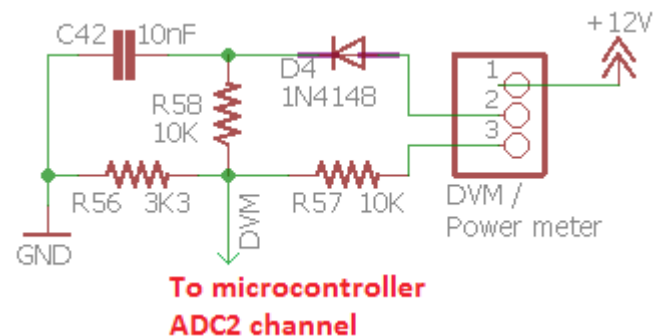 C42 10nF
+12V
D4
1N4148
R58
10K
1
2
3
R56 3K3
R57 10K
DVM
DVM /
Power meter
GND
To microcontroller
ADC2 channel